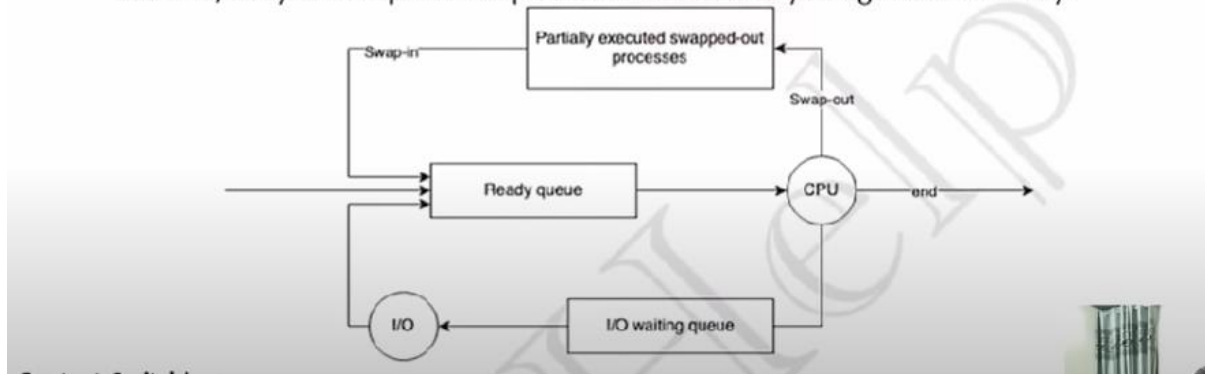 Partially executed swapped-out
processes
Swap-in
Swap-out
Ready queue
CPU
end
I/O
I/O waiting queue